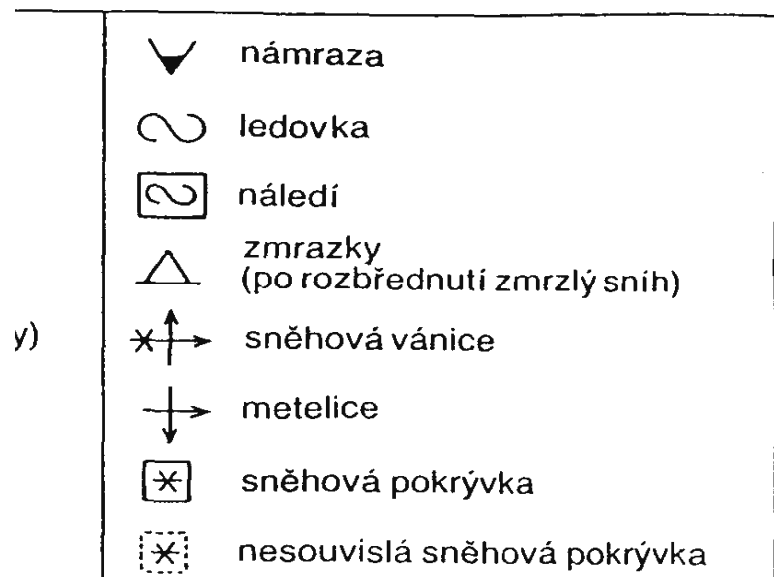 námraza
ledovka
náledí
zmrazky
(po rozbřednutí zmrzlý sníh)
y)
sněhová vánice
metelice
sněhová pokrývka
nesouvislá sněhová pokrývka